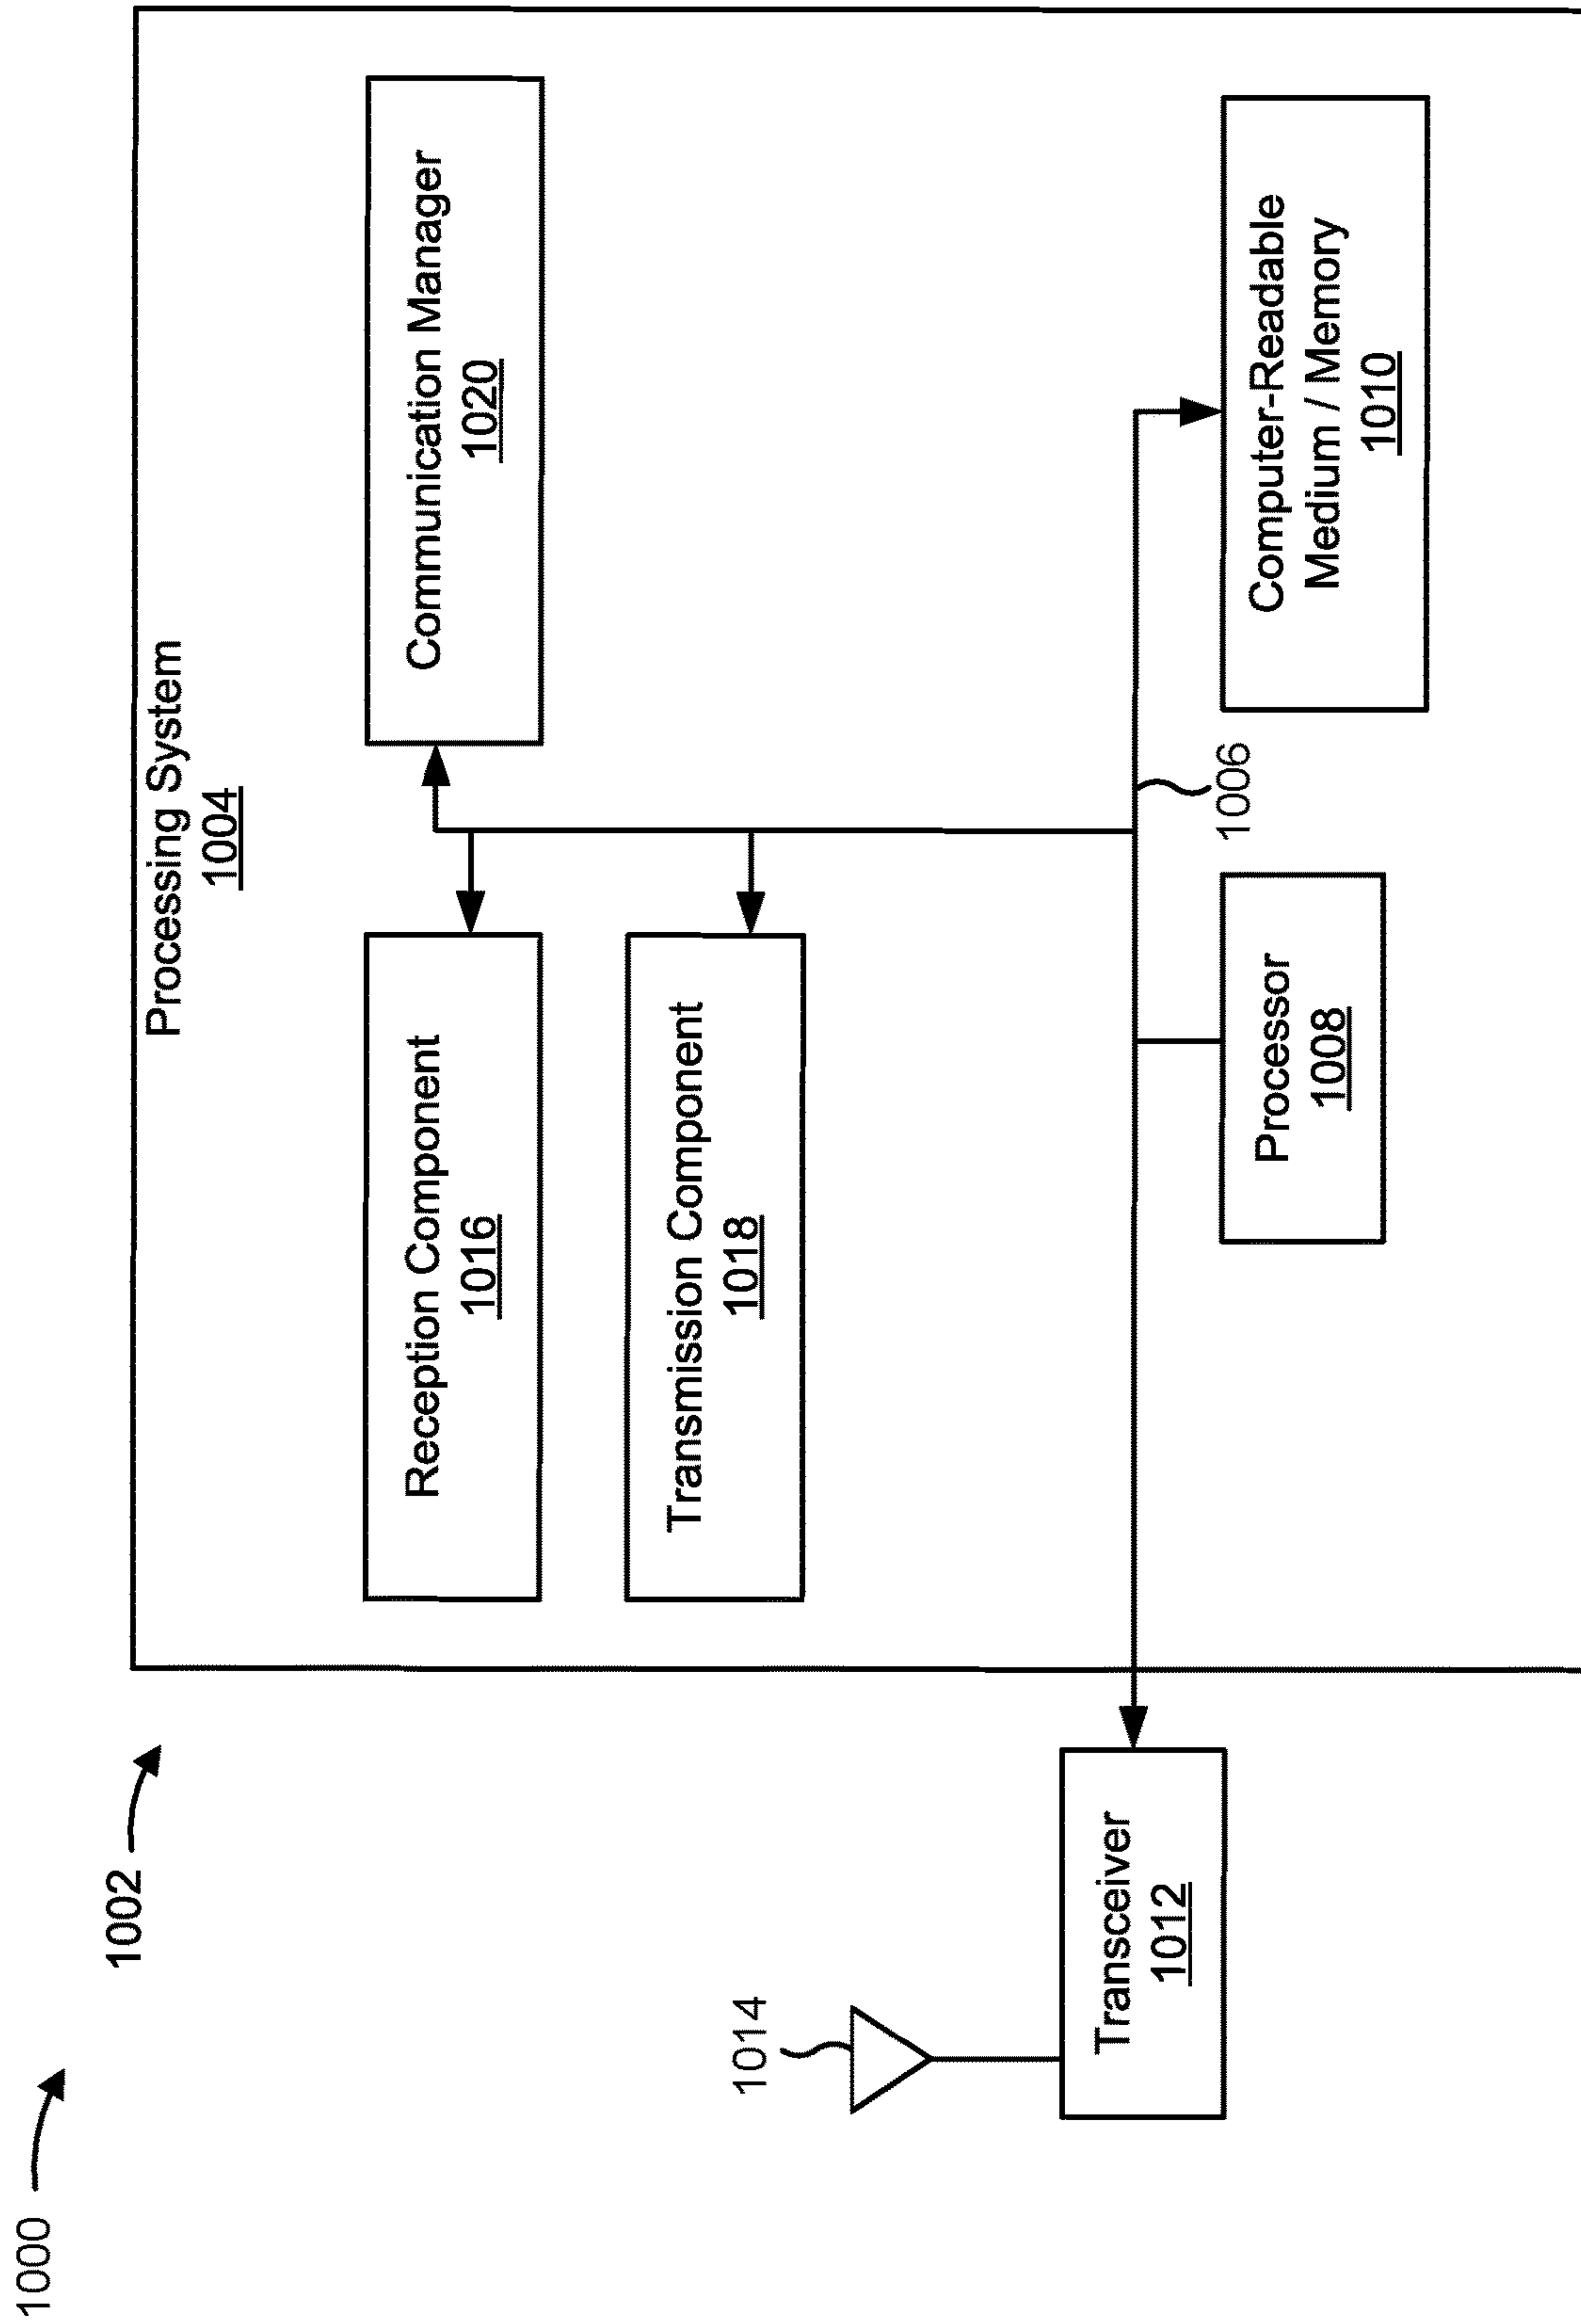 1000
1002
Processing System
1004
Reception Component
1016
Communication Manager
1020
Transmission Component
1018
1014
Transceiver
1012
1006
Processor
1008
Computer-Readable
Medium / Memory
1010